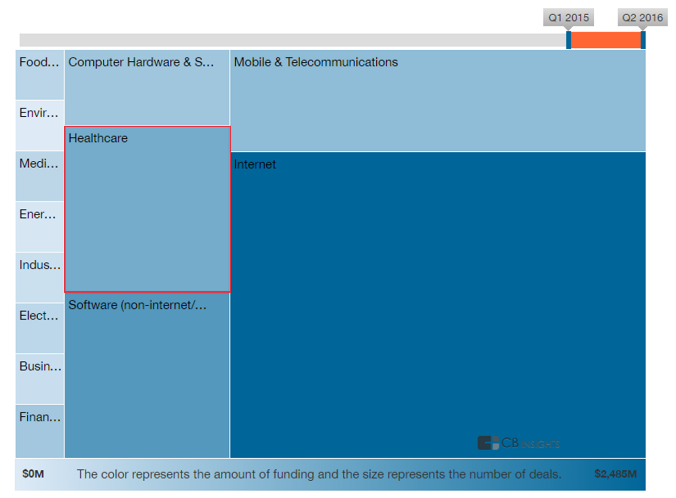 Q1 2015 Q2 2016
Food... Computer Hardware & S... Mobile & Telecommunications
Envir...
Healthcare
Medi... Internet
Ener...
Indus...
Software (non-internet/...
Elect...
Busin...
Finan...
CB INSIGHTS
$0M The color represents the amount of funding and the size represents the number of deals. $2,485M